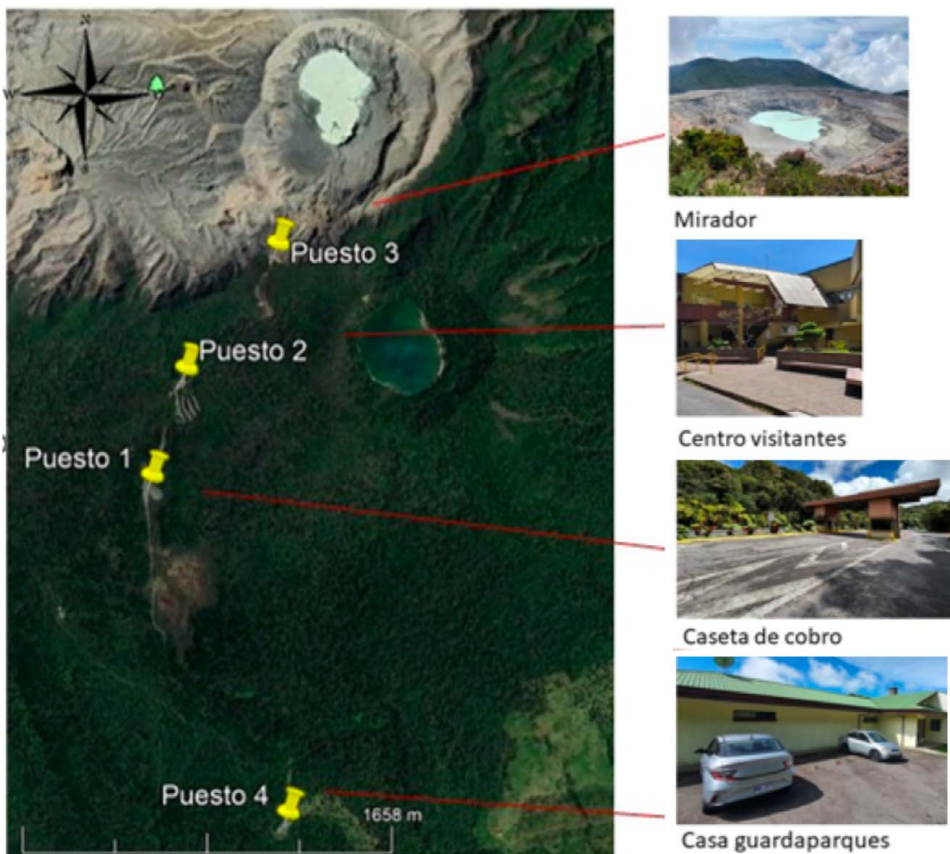 Mirador
Puesto 3
Centro visitantes
Puesto 2
Puesto 1
Caseta de cobro
Puesto 4
1658 m
Casa guardaparques